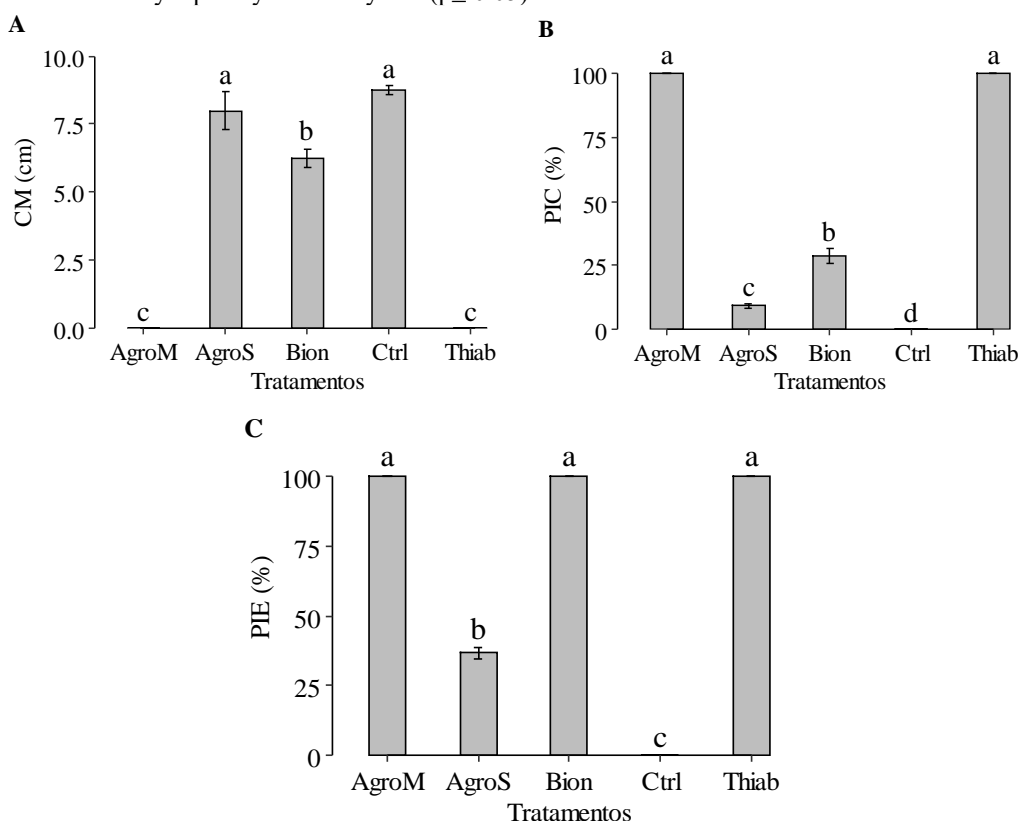 A
CM (cm)
10.0
7.5
5.0
2.5
0.0
c
a
b
a
c
AgroM AgroS Bion Ctrl Thiab
Tratamentos
B
PIC (%)
100
75
50
25
0
a
c
b
d
a
AgroM AgroS Bion Ctrl Thiab
Tratamentos
C
PIE (%)
100
75
50
25
0
a
b
a
c
a
AgroM AgroS Bion Ctrl Thiab
Tratamentos